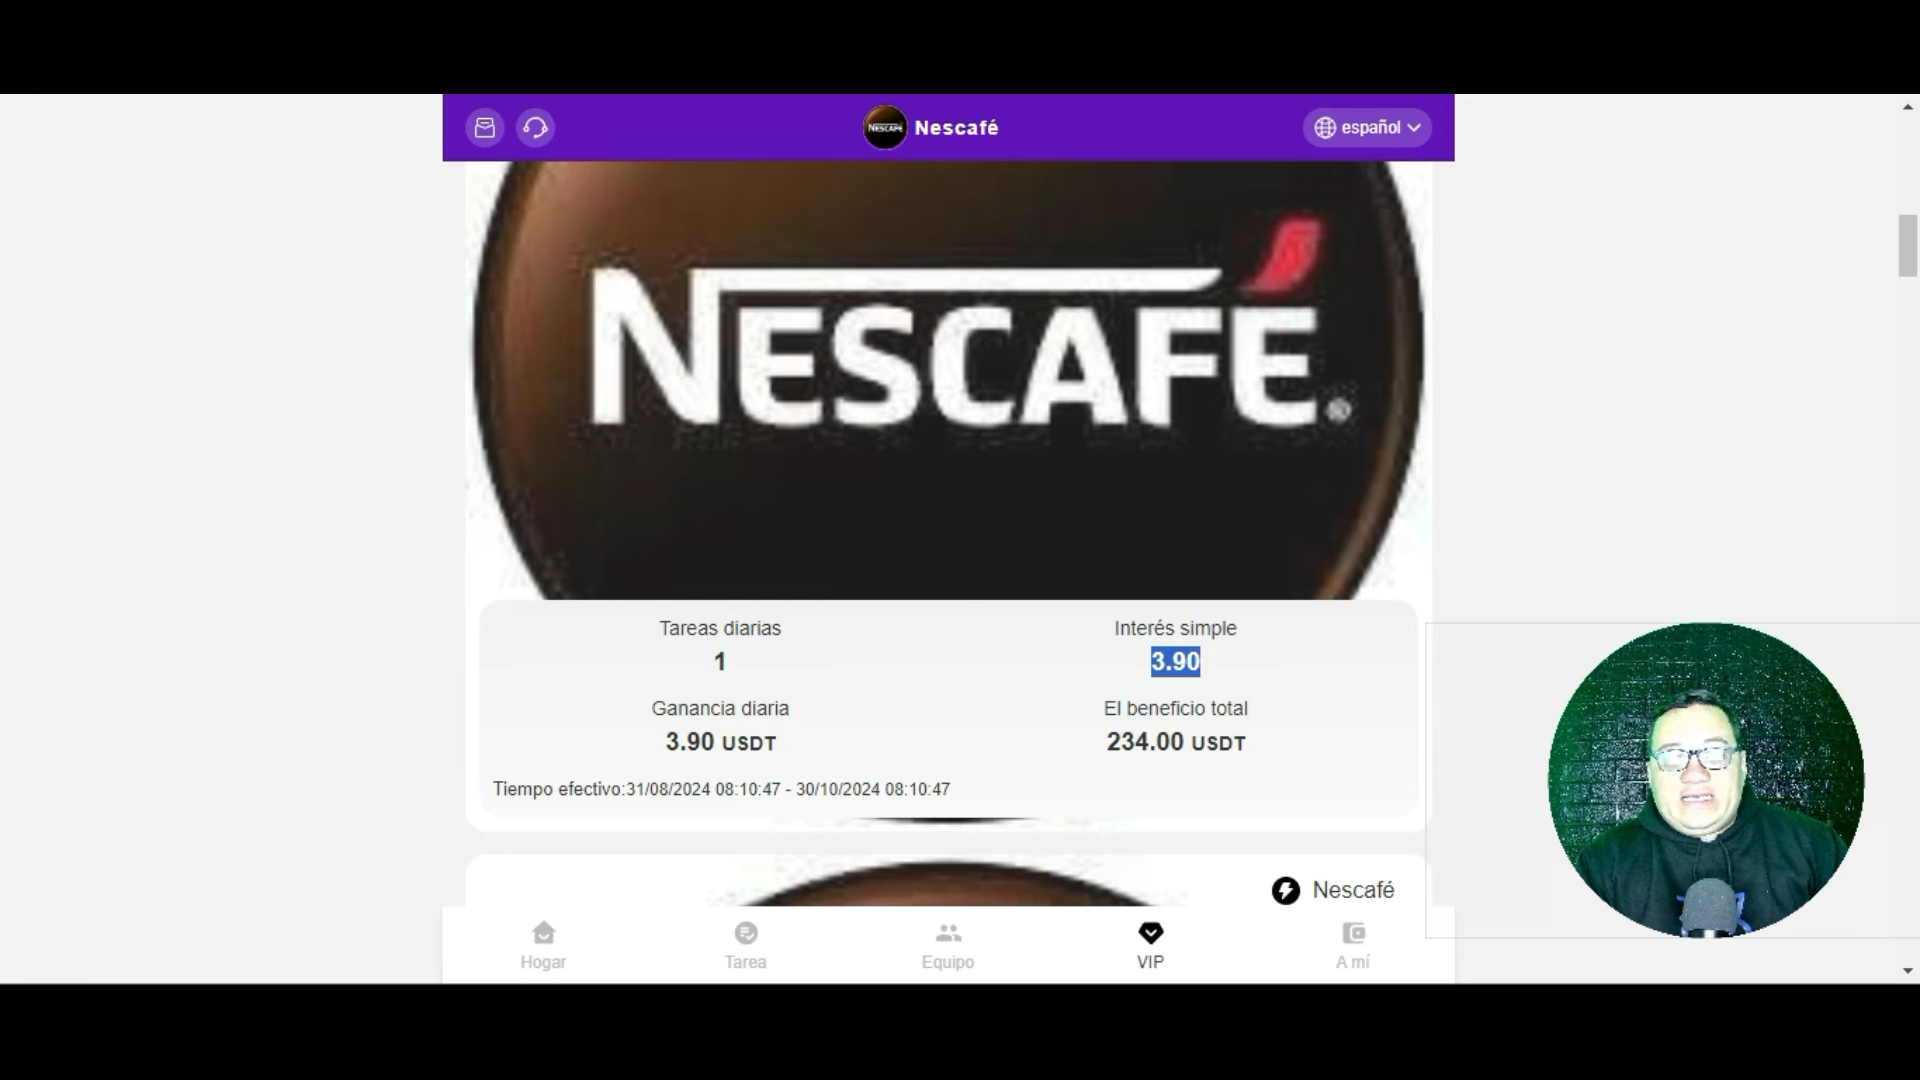 NESCAFÉ
Nescafé
español
NESCAFÉ®
Tareas diarias
1
Interés simple
3.90
Ganancia diaria
3.90 USDT
El beneficio total
234.00 USDT
Tiempo efectivo:31/08/2024 08:10:47 - 30/10/2024 08:10:47
Nescafé
Hogar
Tarea
Equipo
VIP
A mí